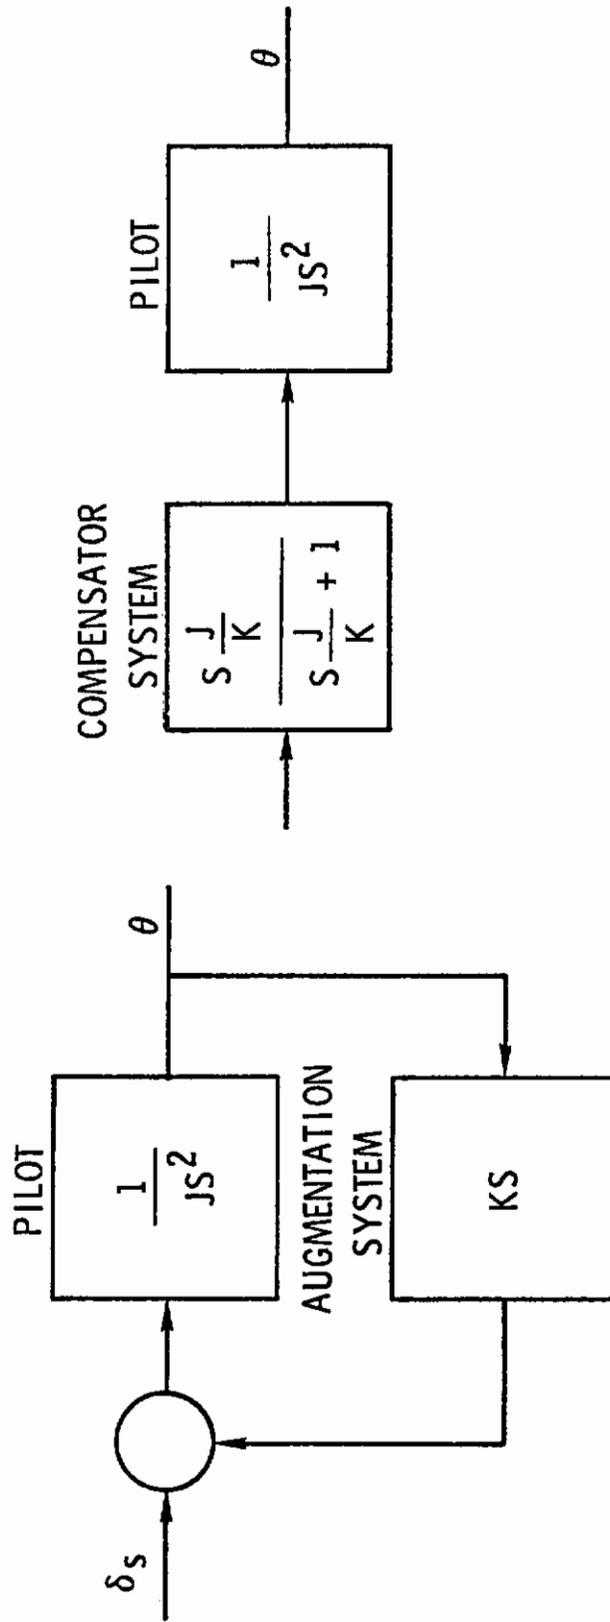 PILOT
δs
1
JS²
θ
AUGMENTATION
SYSTEM
KS
COMPENSATOR
SYSTEM
S J/K
S J/K + 1
PILOT
1
JS²
θ